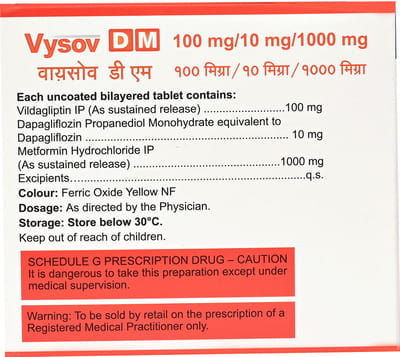 Vysov DM 100 mg/10 mg/1000 mg
वायसोव डी एम १०० मिग्रा/१० मिग्रा/१००० मिग्रा
Each uncoated bilayered tablet contains:
Vildagliptin IP (As sustained release) ......................100 mg
Dapagliflozin Propanediol Monohydrate equivalent to
Dapagliflozin ........................................................ 10 mg
Metformin Hydrochloride IP
(As sustained release) .......................................1000 mg
Excipients...............................................................q.s.
Colour: Ferric Oxide Yellow NF
Dosage: As directed by the Physician.
Storage: Store below 30°C.
Keep out of reach of children.
SCHEDULE G PRESCRIPTION DRUG – CAUTION
It is dangerous to take this preparation except under
medical supervision.
Warning: To be sold by retail on the prescription of a
Registered Medical Practitioner only.